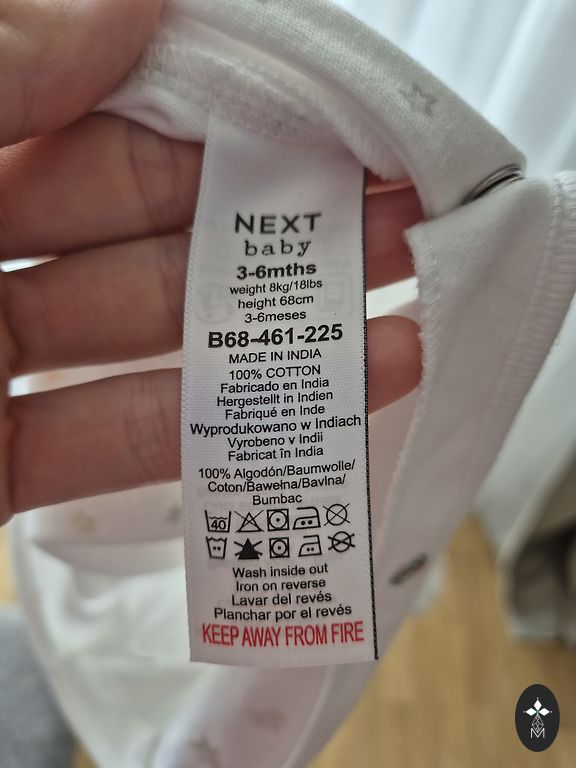 NEXT
baby
3-6mths
weight 8kg/18lbs
height 68cm
3-6meses
B68-461-225
MADE IN INDIA
100% COTTON
Fabricado en India
Hergestellt in Indien
Fabriqué en Inde
Wyprodukowano w Indiach
Vyrobeno v Indii
Fabricat în India
100% Algodón/Baumwolle/
Coton/Bawełna/Bavlna/
Bumbac
40
Wash inside out
Iron on reverse
Lavar del revés
Planchar por el revés
KEEP AWAY FROM FIRE
M